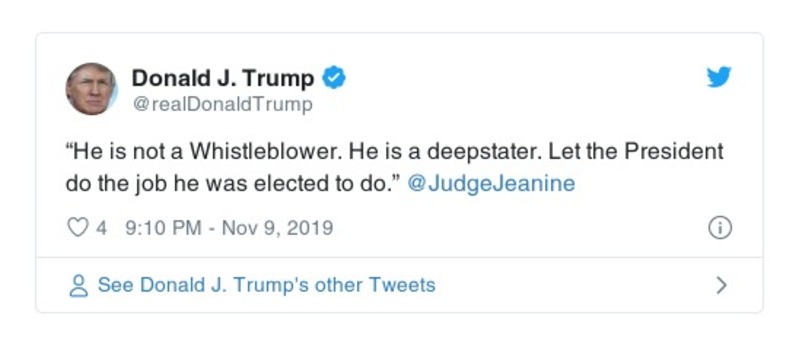 Donald J. Trump
@realDonaldTrump
“He is not a Whistleblower. He is a deepstater. Let the President
do the job he was elected to do.” @JudgeJeanine
4 9:10 PM - Nov 9, 2019
See Donald J. Trump's other Tweets